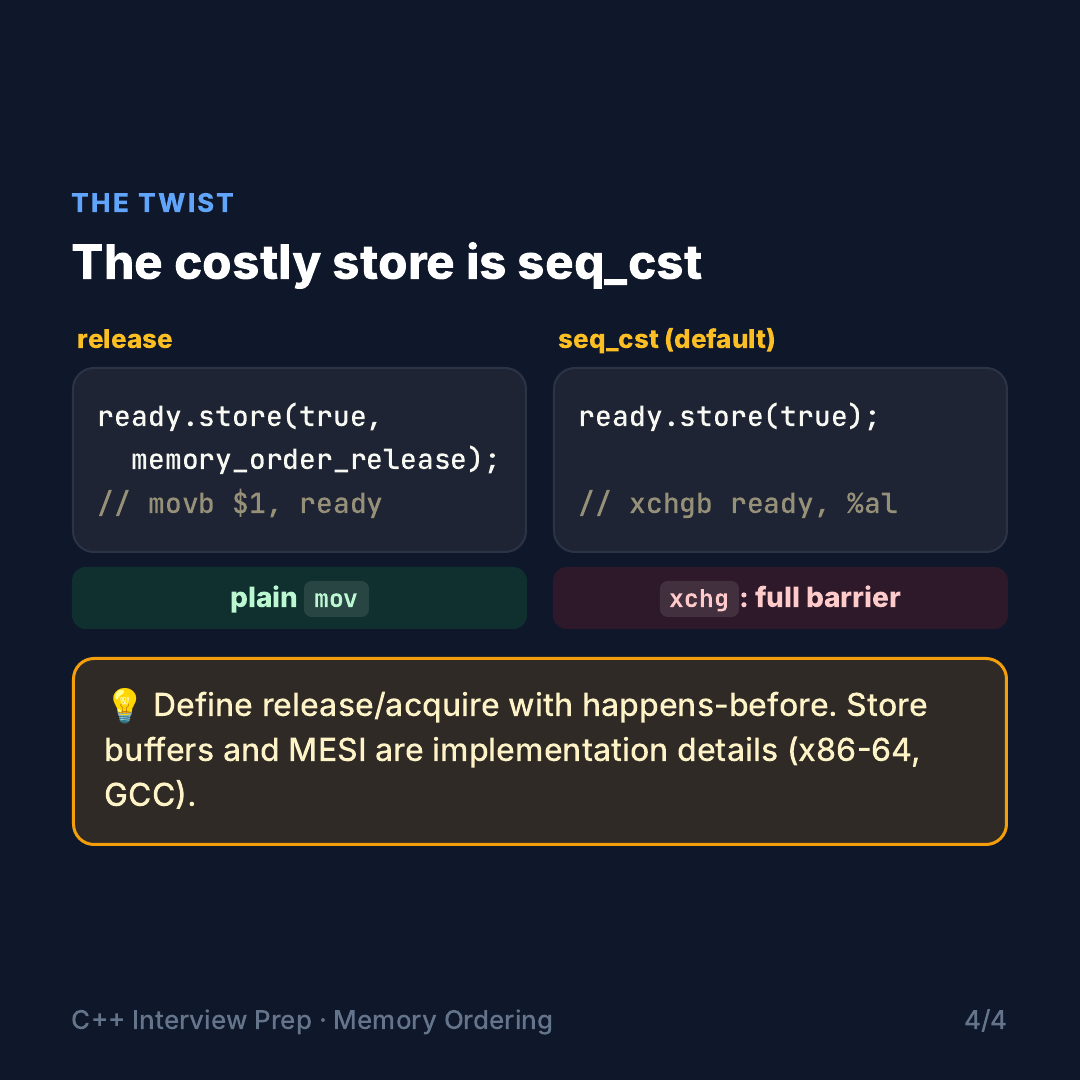 THE TWIST
The costly store is seq_cst
release
ready.store(true,
  memory_order_release);
// movb $1, ready
plain mov
seq_cst (default)
ready.store(true);
// xchgb ready, %al
xchg: full barrier
💡 Define release/acquire with happens-before. Store
buffers and MESI are implementation details (x86-64,
GCC).
C++ Interview Prep · Memory Ordering
4/4